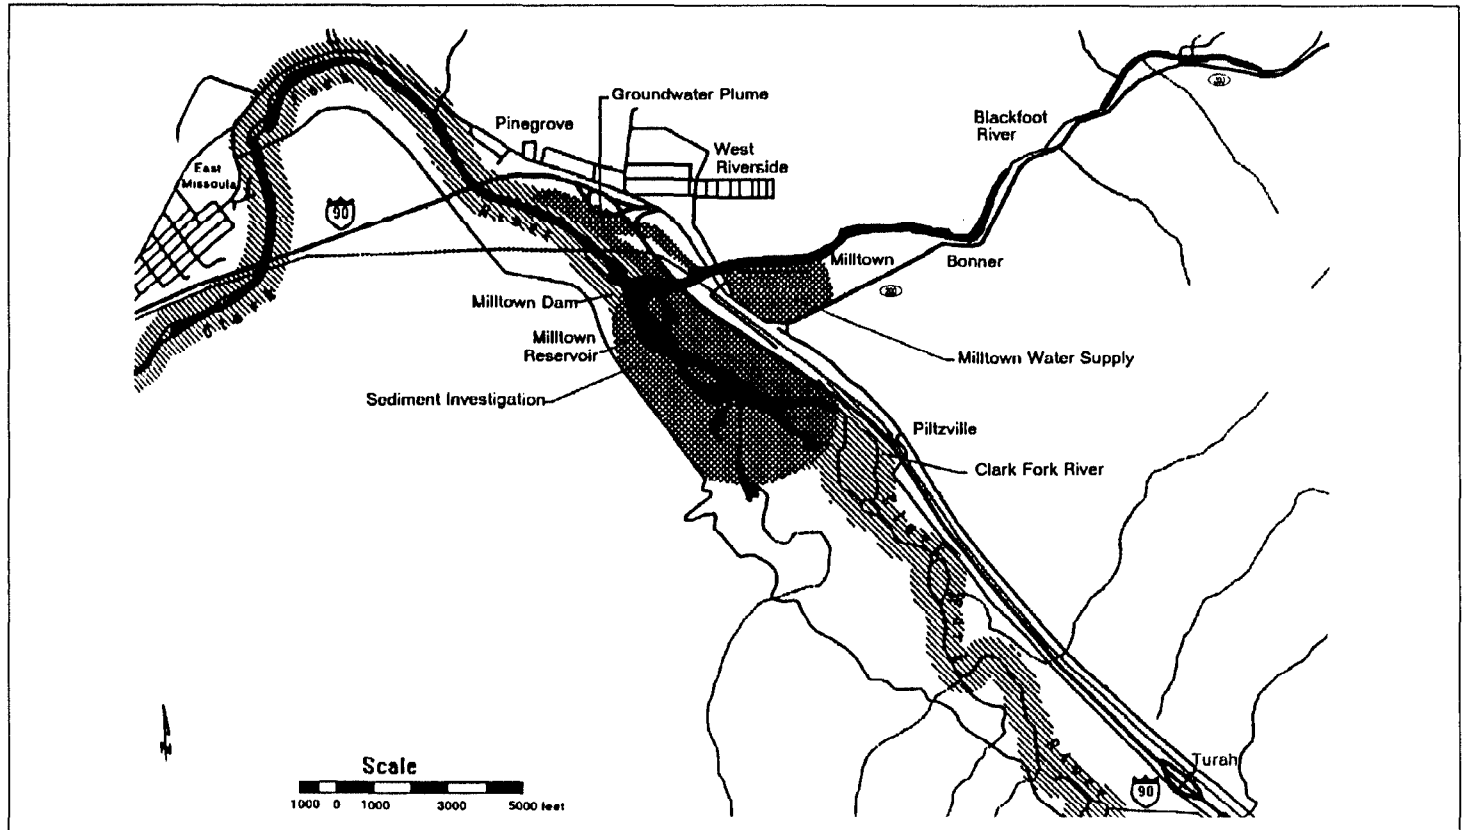 Groundwater Plume
Pinegrove
West
Riverside
Blackfoot
River
East
Missoula
90
Milltown
Bonner
200
Milltown Dam
Milltown
Reservoir
Milltown Water Supply
Sediment Investigation
Piltzville
Clark Fork River
Turah
90
Scale
1000 0 1000 3000 5000 feet